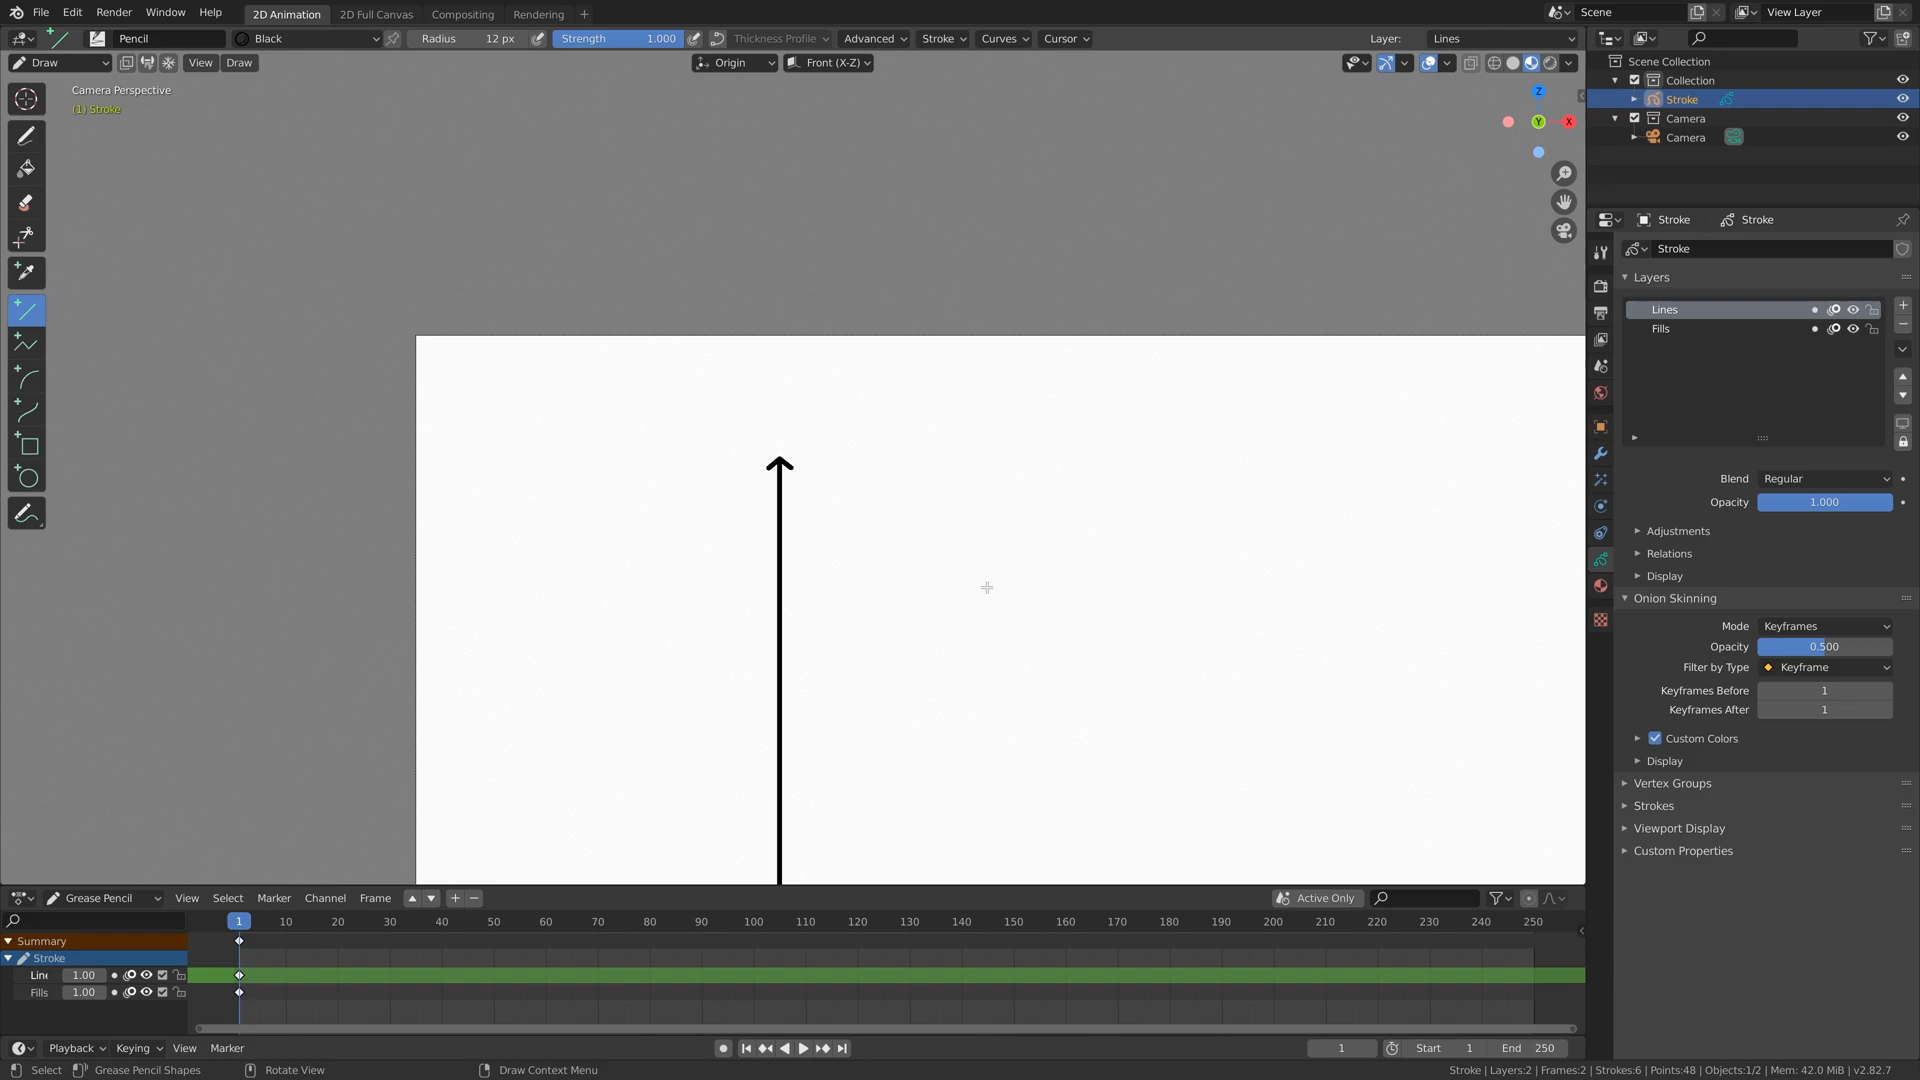 File Edit Render Window Help 2D Animation 2D Full Canvas Compositing Rendering + Scene View Layer
Pencil Black Radius 12 px Strength 1.000 Thickness Profile Advanced Stroke Curves Cursor Layer: Lines
Draw View Draw Origin Front (X-Z)
Camera Perspective
(1) Stroke
Z
Y
X
Scene Collection
Collection
Stroke
Camera
Camera
Stroke Stroke
Stroke
Layers
Lines
Fills
Blend Regular
Opacity 1.000
Adjustments
Relations
Display
Onion Skinning
Mode Keyframes
Opacity 0.500
Filter by Type Keyframe
Keyframes Before 1
Keyframes After 1
Custom Colors
Display
Vertex Groups
Strokes
Viewport Display
Custom Properties
Grease Pencil View Select Marker Channel Frame Active Only
1 10 20 30 40 50 60 70 80 90 100 110 120 130 140 150 160 170 180 190 200 210 220 230 240 250
Summary
Stroke
Line 1.00
Fills 1.00
Playback Keying View Marker 1 Start 1 End 250
Select Grease Pencil Shapes Rotate View Draw Context Menu Stroke | Layers:2 | Frames:2 | Strokes:6 | Points:48 | Objects:1/2 | Mem: 42.0 MiB | v2.82.7